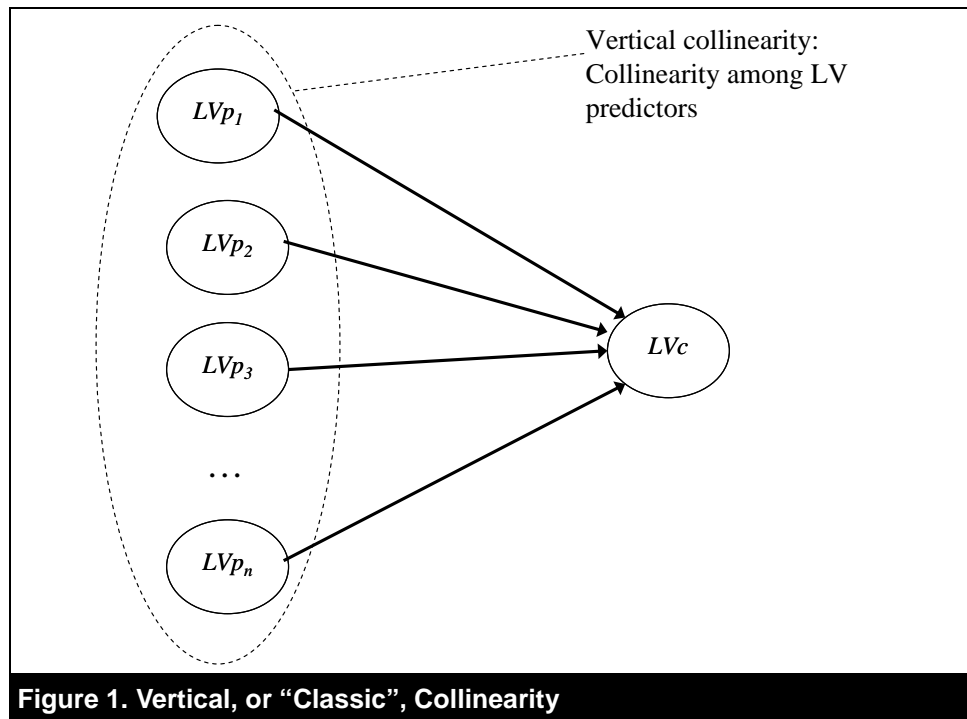 Vertical collinearity:
Collinearity among LV
predictors
LVp1
LVp2
LVp3
LVc
…
LVpn
Figure 1. Vertical, or “Classic”, Collinearity